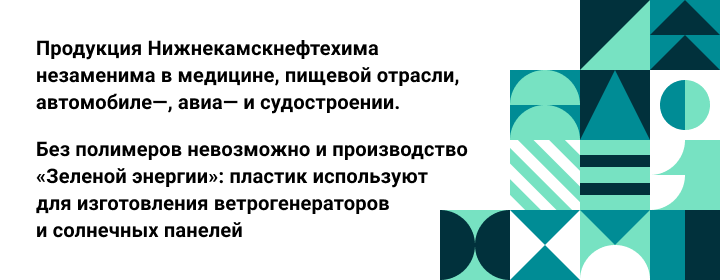 Продукция Нижнекамскнефтехима
незаменима в медицине, пищевой отрасли,
автомобиле—, авиа— и судостроении.
Без полимеров невозможно и производство
«Зеленой энергии»: пластик используют
для изготовления ветрогенераторов
и солнечных панелей